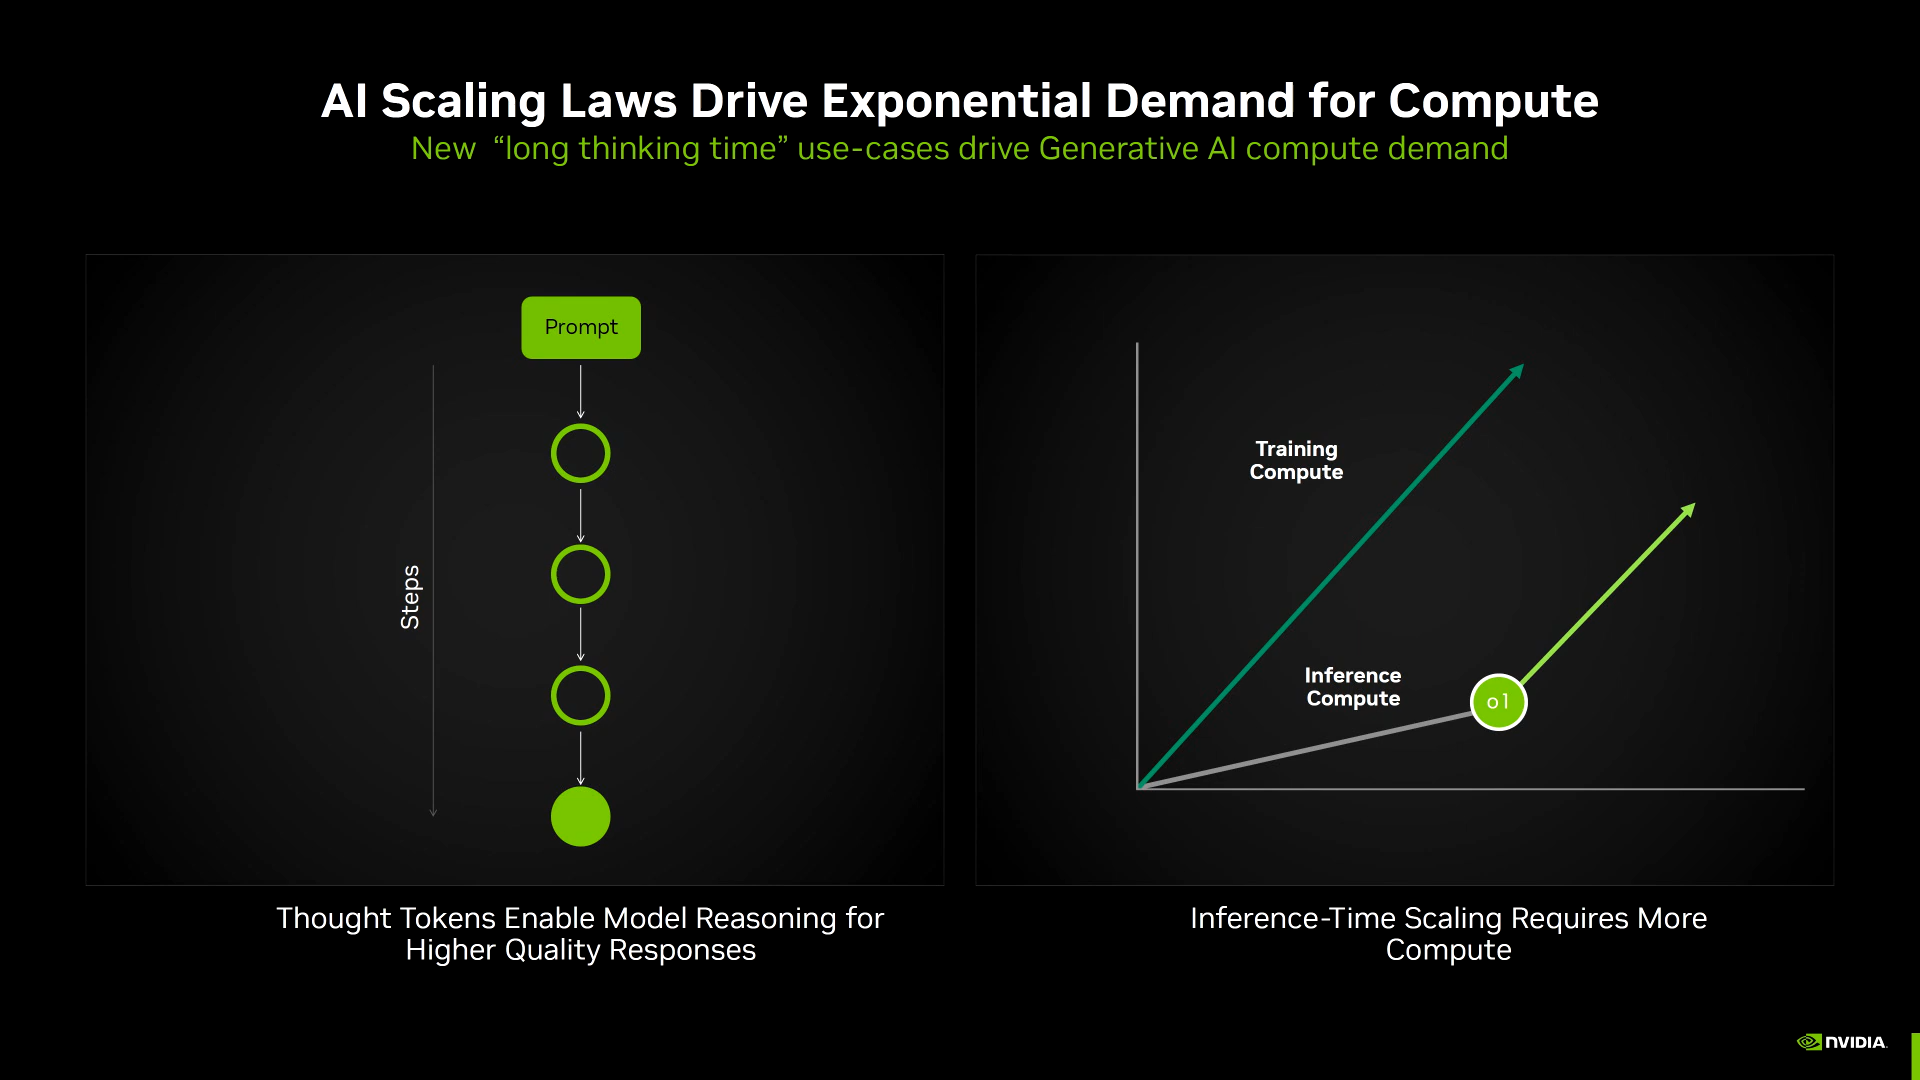 AI Scaling Laws Drive Exponential Demand for Compute
New “long thinking time” use-cases drive Generative AI compute demand
Prompt
Steps
Thought Tokens Enable Model Reasoning for
Higher Quality Responses
Training
Compute
Inference
Compute
o1
Inference-Time Scaling Requires More
Compute
NVIDIA.